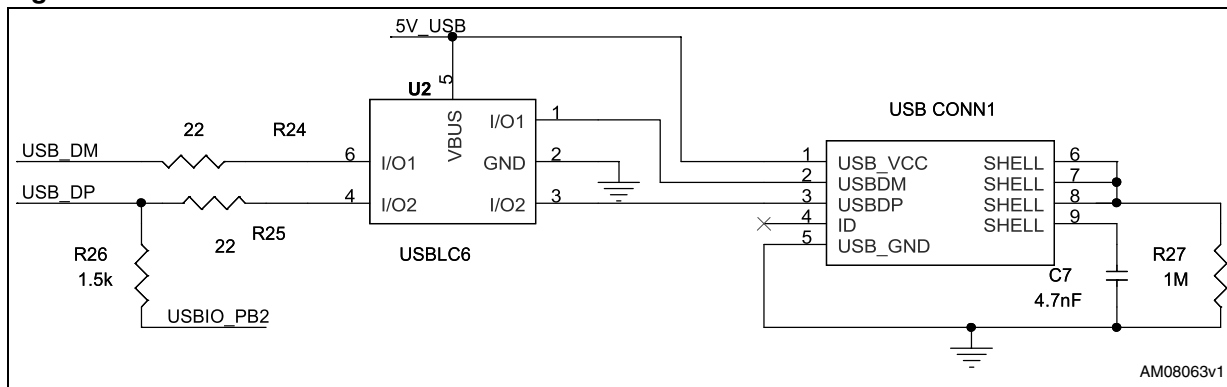 5V_USB
U2
5
VBUS
USB_DM
22
R24
6
I/O1
I/O1
1
GND
2
USB_DP
22
R25
4
I/O2
I/O2
3
USBLC6
R26
1.5k
USBIO_PB2
USB CONN1
1
USB_VCC
SHELL
6
2
USBDM
SHELL
7
3
USBDP
SHELL
8
4
ID
SHELL
9
5
USB_GND
C7
4.7nF
R27
1M
AM08063v1